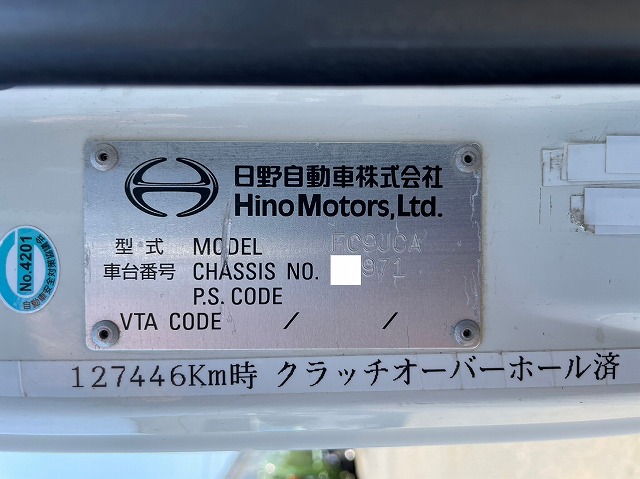 日野自動車株式会社
Hino Motors, Ltd.
型式 MODEL FC9JCA
車台番号 CHASSIS NO. 971
P.S. CODE
VTA CODE / /
No.4201
127446Km時 クラッチオーバーホール済